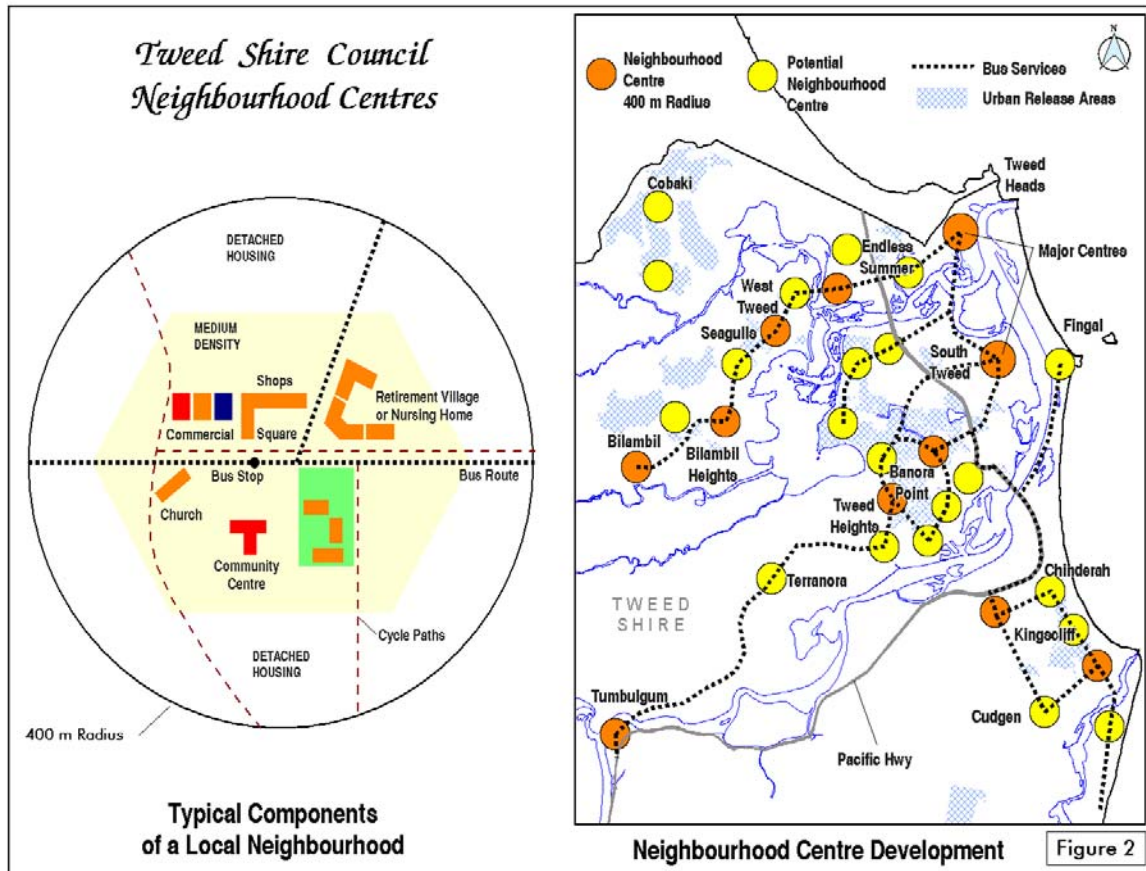 Tweed Shire Council
Neighbourhood Centres
DETACHED
HOUSING
MEDIUM
DENSITY
Shops
Retirement Village
or Nursing Home
Commercial
Square
Bus Stop
Bus Route
Church
Community
Centre
Cycle Paths
DETACHED
HOUSING
400 m Radius
Typical Components
of a Local Neighbourhood
Neighbourhood
Centre
400 m Radius
Potential
Neighbourhood
Centre
Bus Services
Urban Release Areas
N
Tweed
Heads
Cobaki
Major Centres
Endless
Summer
West
Tweed
Fingal
Seagulls
South
Tweed
Bilambil
Bilambil
Heights
Banora
Point
Tweed
Heights
Terranora
Chinderah
TWEED
SHIRE
Kingscliff
Tumbulgum
Cudgen
Pacific Hwy
Neighbourhood Centre Development
Figure 2